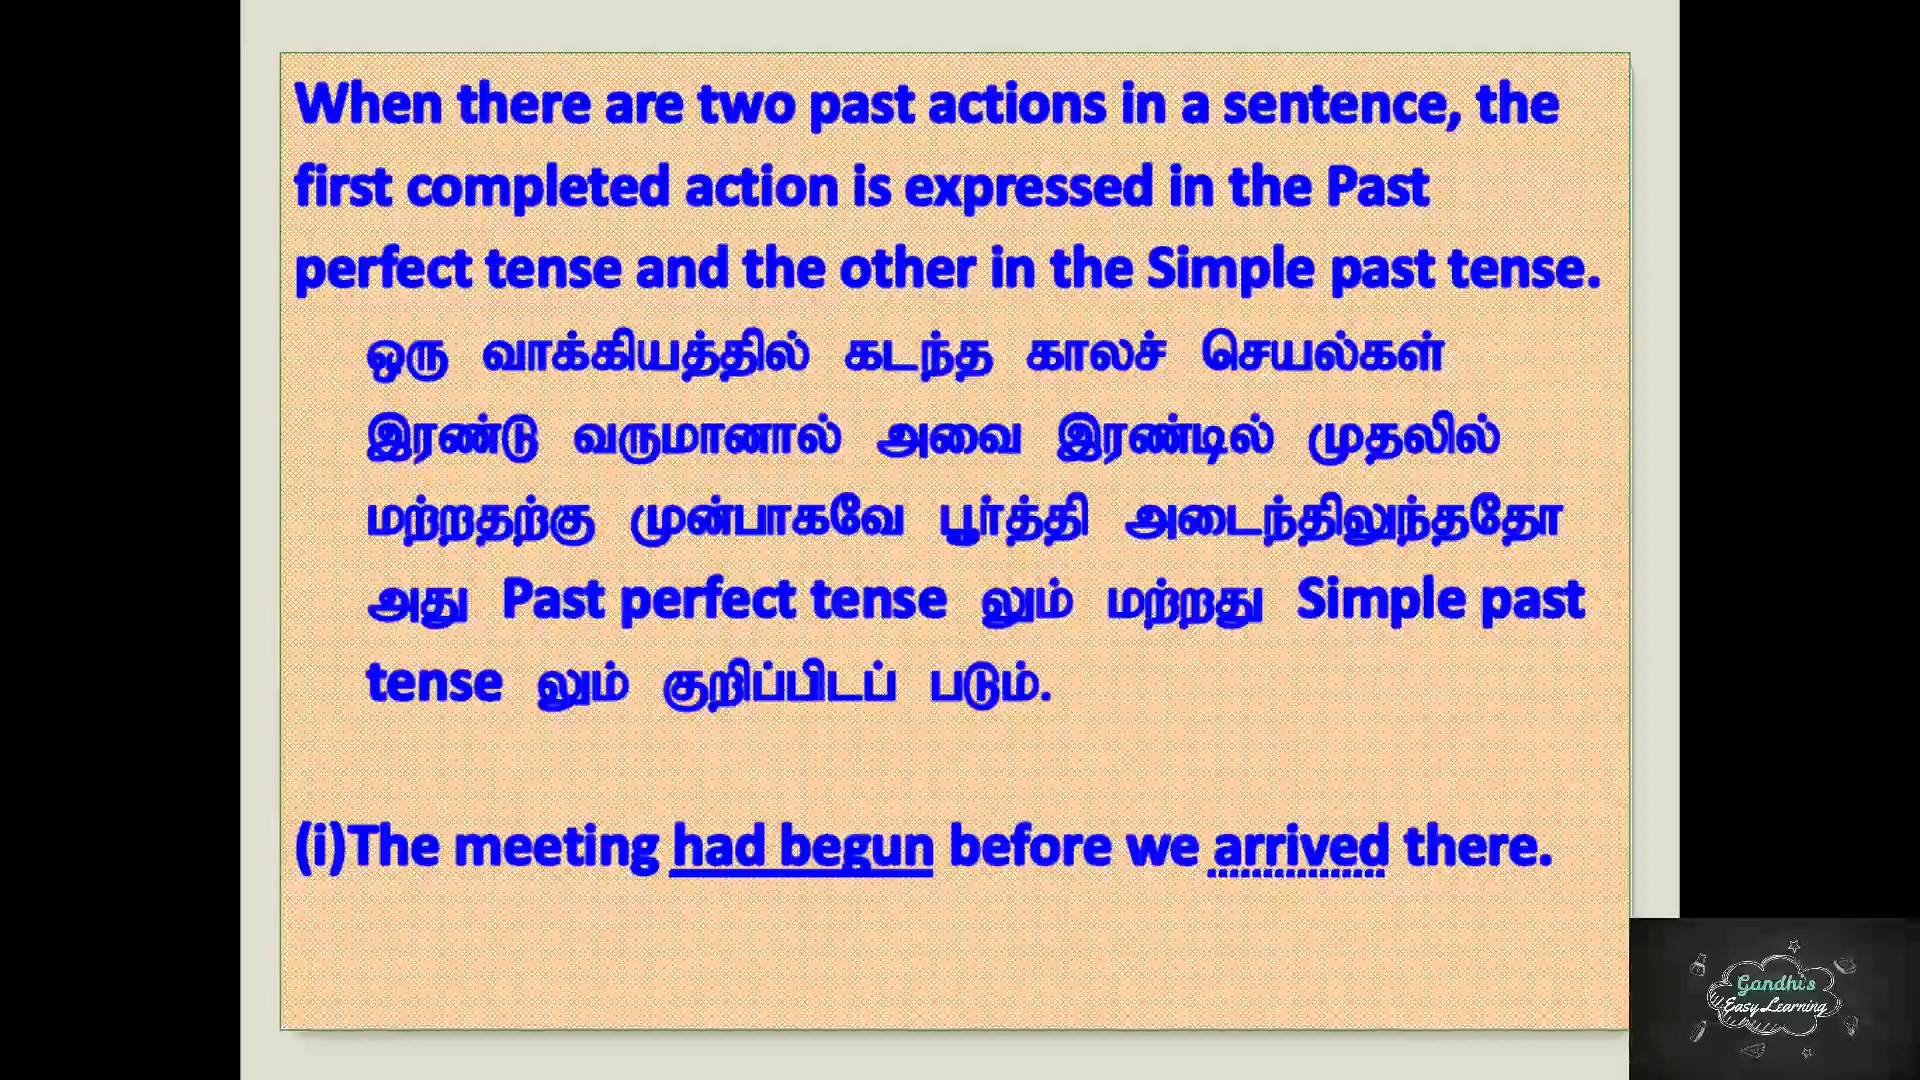 When there are two past actions in a sentence, the
first completed action is expressed in the Past
perfect tense and the other in the Simple past tense.
ஒரு வாக்கியத்தில் கடந்த காலச் செயல்கள்
இரண்டு வருமானால் அவை இரண்டில் முதலில்
மற்றதற்கு முன்பாகவே பூர்த்தி அடைந்திலுந்ததோ
அது Past perfect tense லும் மற்றது Simple past
tense லும் குறிப்பிடப் படும்.
(i)The meeting had begun before we arrived there.
Gandhi's
Easy Learning